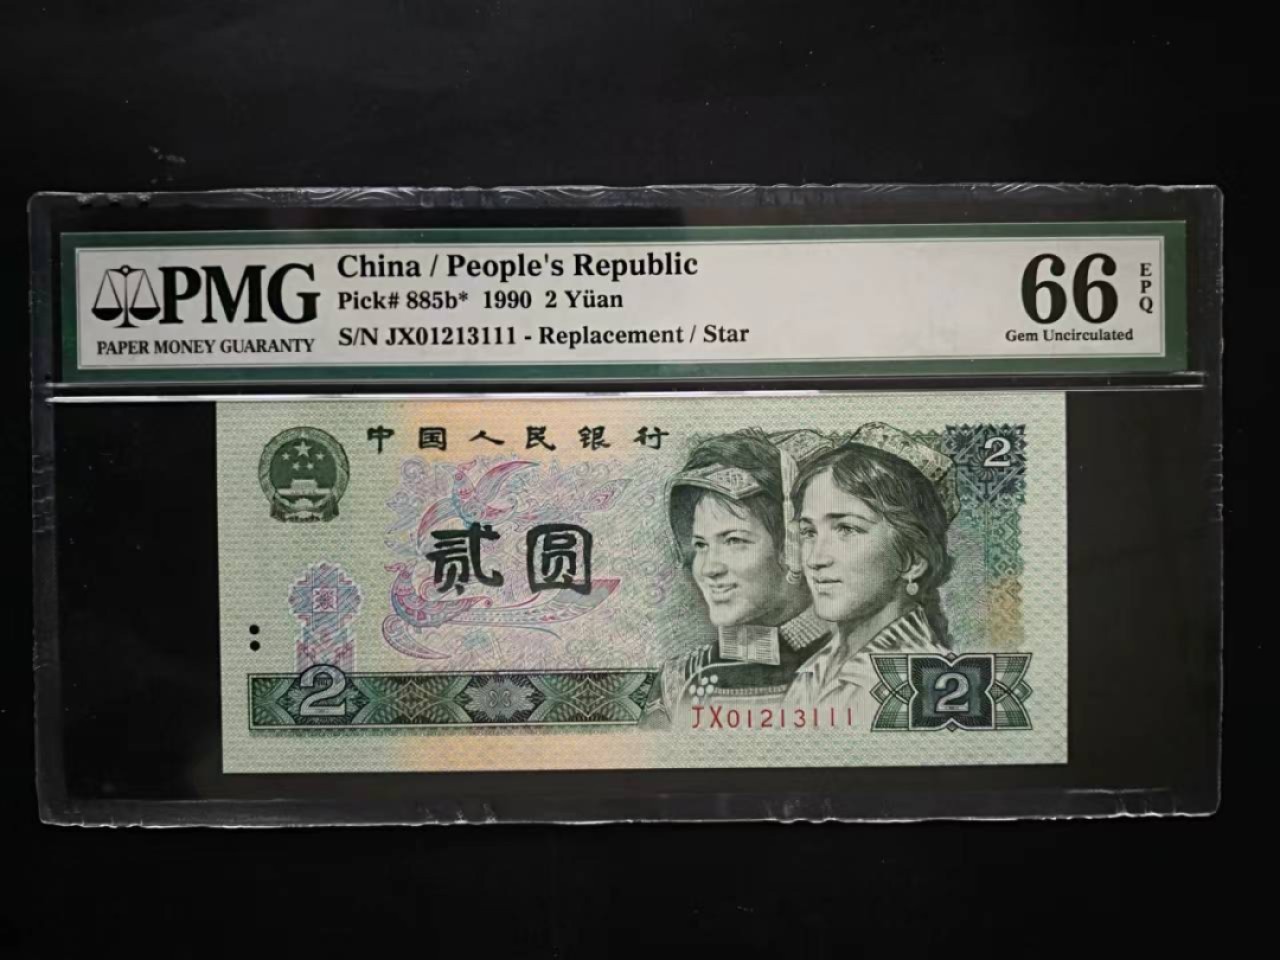 PMG
PAPER MONEY GUARANTY
China / People's Republic
Pick# 885b* 1990 2 Yüan
S/N JX01213111 - Replacement / Star
66
EPQ
Gem Uncirculated
中国人民银行
2
贰圆
2
JX01213111
2